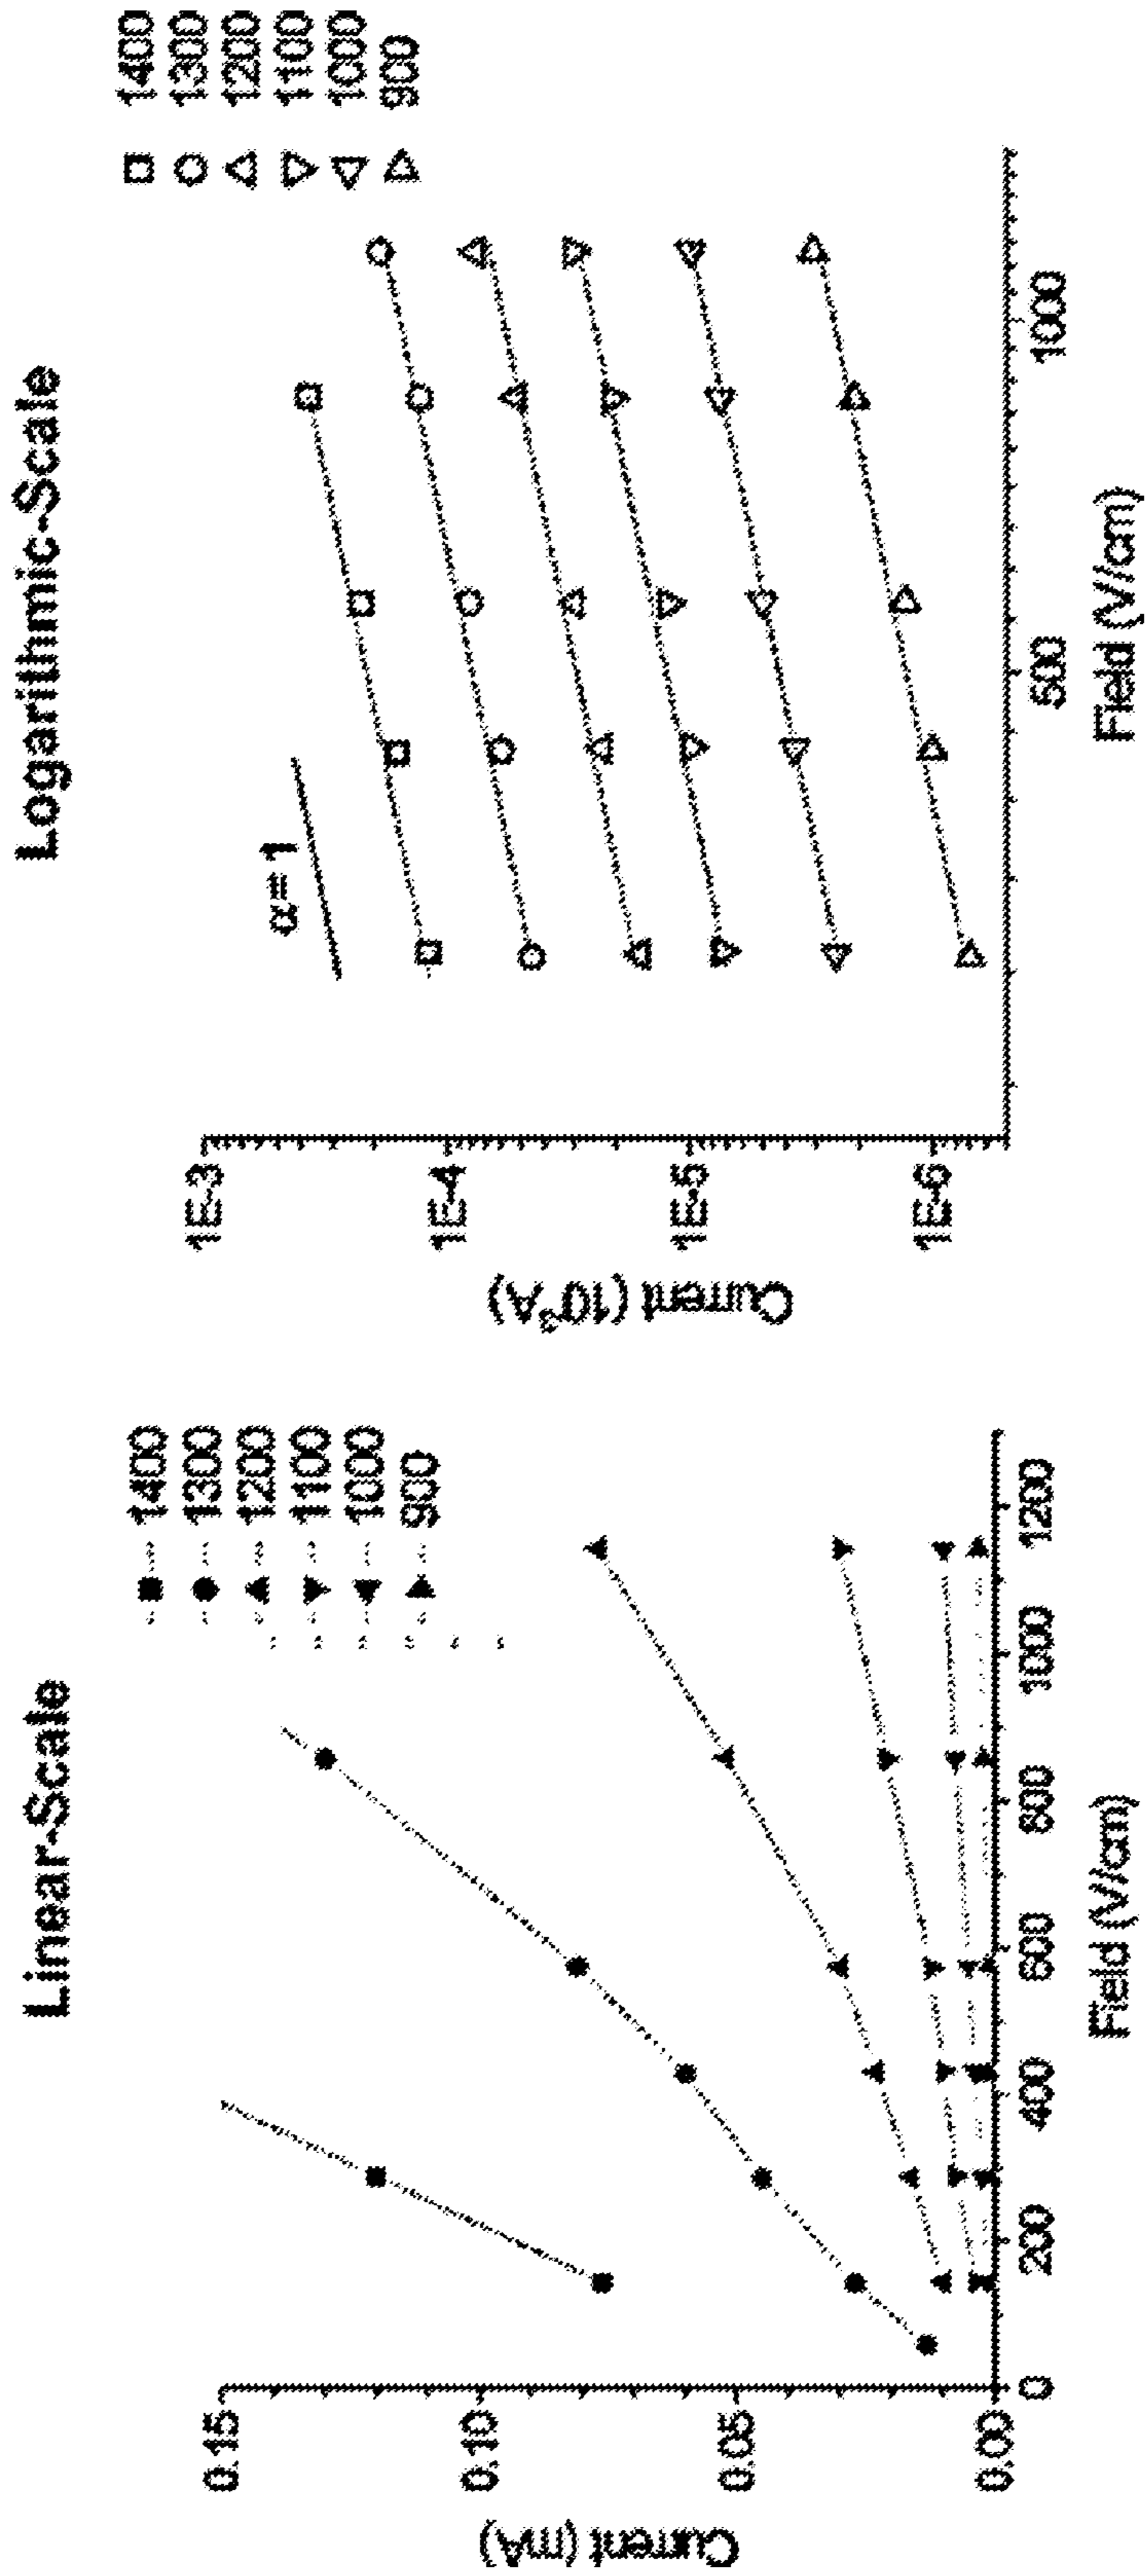 Linear-Scale
Current (mA)
0.15
0.10
0.05
0.00
0
200
400
600
800
1000
1200
Field (V/cm)
1400
1300
1200
1100
1000
900
Logarithmic-Scale
Current (10³A)
1E-3
1E-4
1E-5
1E-6
500
1000
Field (V/cm)
α=1
1400
1300
1200
1100
1000
900